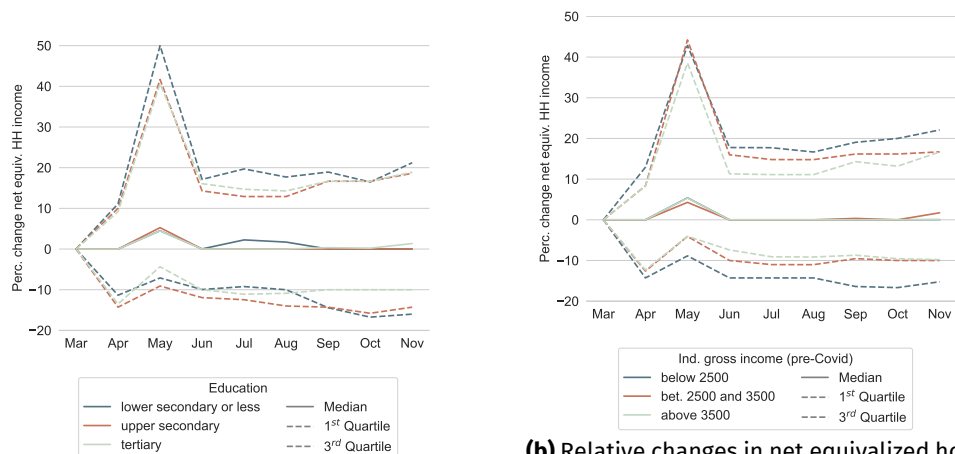 Perc. change net equiv. HH income
50
40
30
20
10
0
−10
−20
Mar Apr May Jun Jul Aug Sep Oct Nov
Education
lower secondary or less Median
upper secondary 1st Quartile
tertiary 3rd Quartile
Perc. change net equiv. HH income
50
40
30
20
10
0
−10
−20
Mar Apr May Jun Jul Aug Sep Oct Nov
Ind. gross income (pre-Covid)
below 2500 Median
bet. 2500 and 3500 1st Quartile
above 3500 3rd Quartile
(b) Relative changes in net equivalized ho